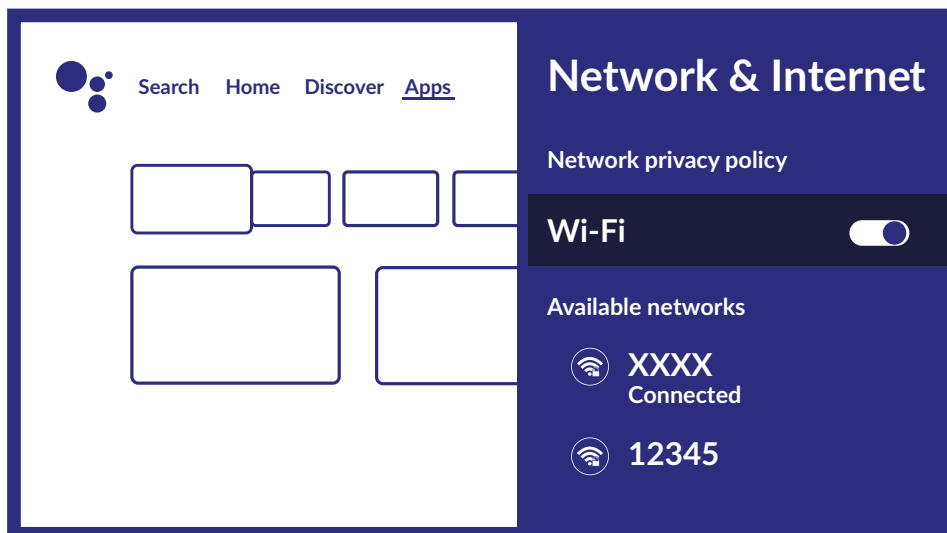 Search Home Discover Apps
Network & Internet
Network privacy policy
Wi-Fi
Available networks
XXXX
Connected
12345